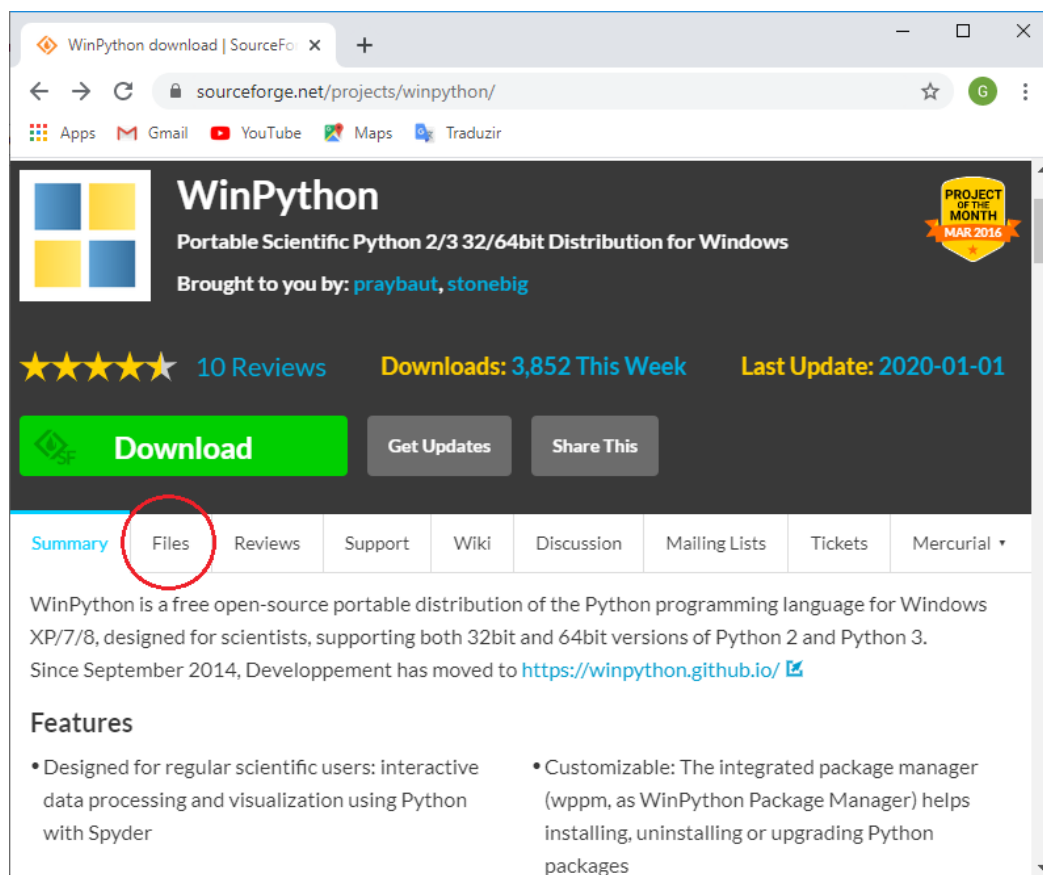 WinPython download | SourceFo
sourceforge.net/projects/winpython/
G
Apps Gmail YouTube Maps Traduzir
WinPython
Portable Scientific Python 2/3 32/64bit Distribution for Windows
Brought to you by: praybaut, stonebig
PROJECT
OF THE
MONTH
MAR 2016
10 Reviews Downloads: 3,852 This Week Last Update: 2020-01-01
SF Download Get Updates Share This
Summary Files Reviews Support Wiki Discussion Mailing Lists Tickets Mercurial
WinPython is a free open-source portable distribution of the Python programming language for Windows
XP/7/8, designed for scientists, supporting both 32bit and 64bit versions of Python 2 and Python 3.
Since September 2014, Developpement has moved to https://winpython.github.io/
Features
• Designed for regular scientific users: interactive
data processing and visualization using Python
with Spyder
• Customizable: The integrated package manager
(wppm, as WinPython Package Manager) helps
installing, uninstalling or upgrading Python
packages